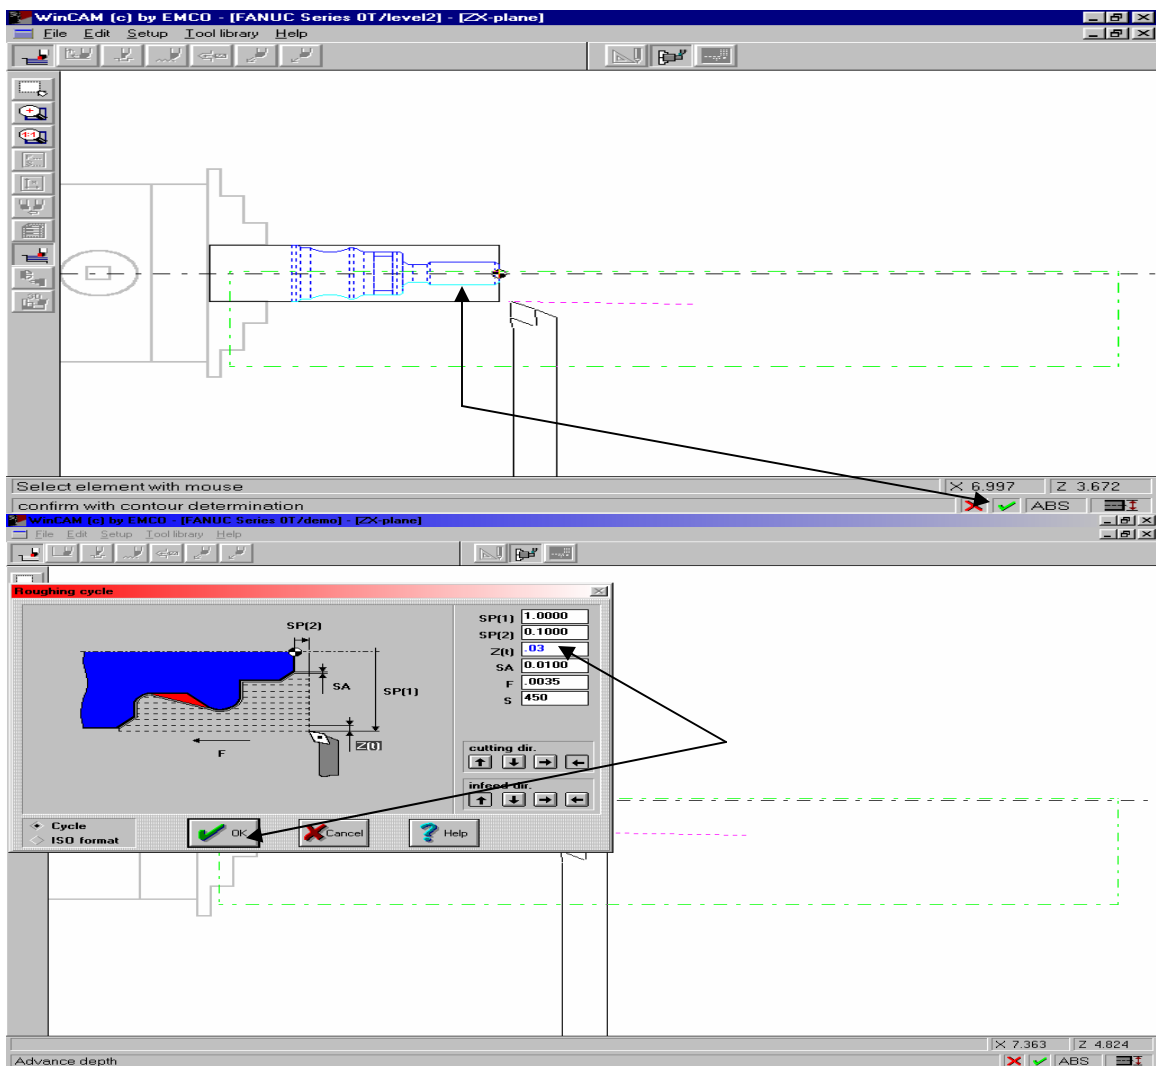 WinCAM (c) by EMCO - [FANUC Series 0T/level2] - [ZX-plane]
File Edit Setup Tool library Help
1:1
3D
Select element with mouse
X 6.997 Z 3.672
confirm with contour determination
ABS
WinCAM (c) by EMCO - [FANUC Series 0T/demo] - [ZX-plane]
File Edit Setup Tool library Help
Roughing cycle
SP(2)
SA
SP(1)
Z(t)
F
SP(1) 1.0000
SP(2) 0.1000
Z(t) .03
SA 0.0100
F .0035
S 450
cutting dir.
infeed dir.
Cycle
ISO format
OK
Cancel
Help
X 7.363 Z 4.824
Advance depth
ABS